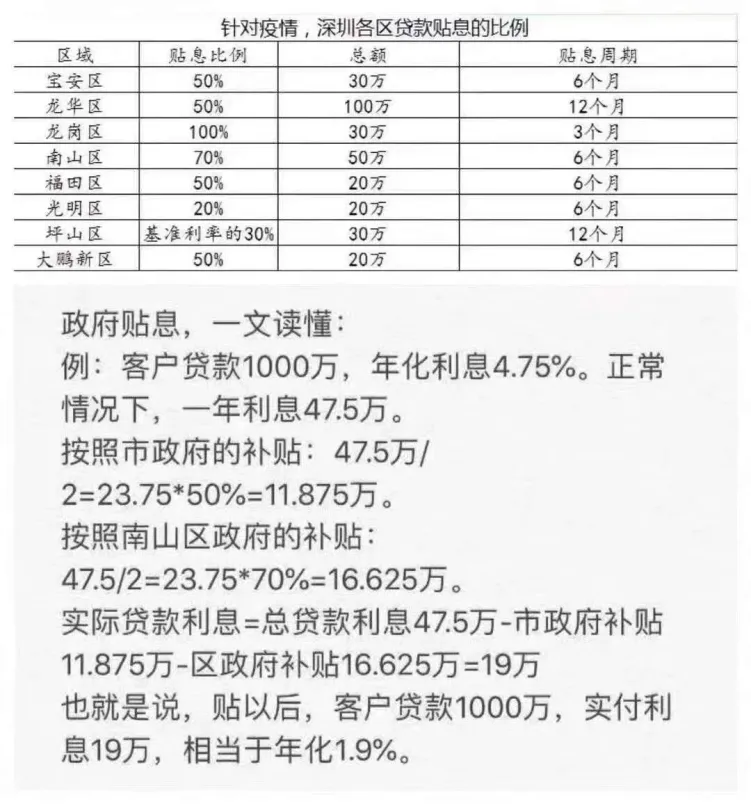 针对疫情，深圳各区贷款贴息的比例
区域 贴息比例 总额 贴息周期
宝安区 50% 30万 6个月
龙华区 50% 100万 12个月
龙岗区 100% 30万 3个月
南山区 70% 50万 6个月
福田区 50% 20万 6个月
光明区 20% 20万 6个月
坪山区 基准利率的30% 30万 12个月
大鹏新区 50% 20万 6个月
政府贴息，一文读懂：
例：客户贷款1000万，年化利息4.75%。正常
情况下，一年利息47.5万。
按照市政府的补贴：47.5万/
2=23.75*50%=11.875万。
按照南山区政府的补贴：
47.5/2=23.75*70%=16.625万。
实际贷款利息=总贷款利息47.5万-市政府补贴
11.875万-区政府补贴16.625万=19万
也就是说，贴以后，客户贷款1000万，实付利
息19万，相当于年化1.9%。